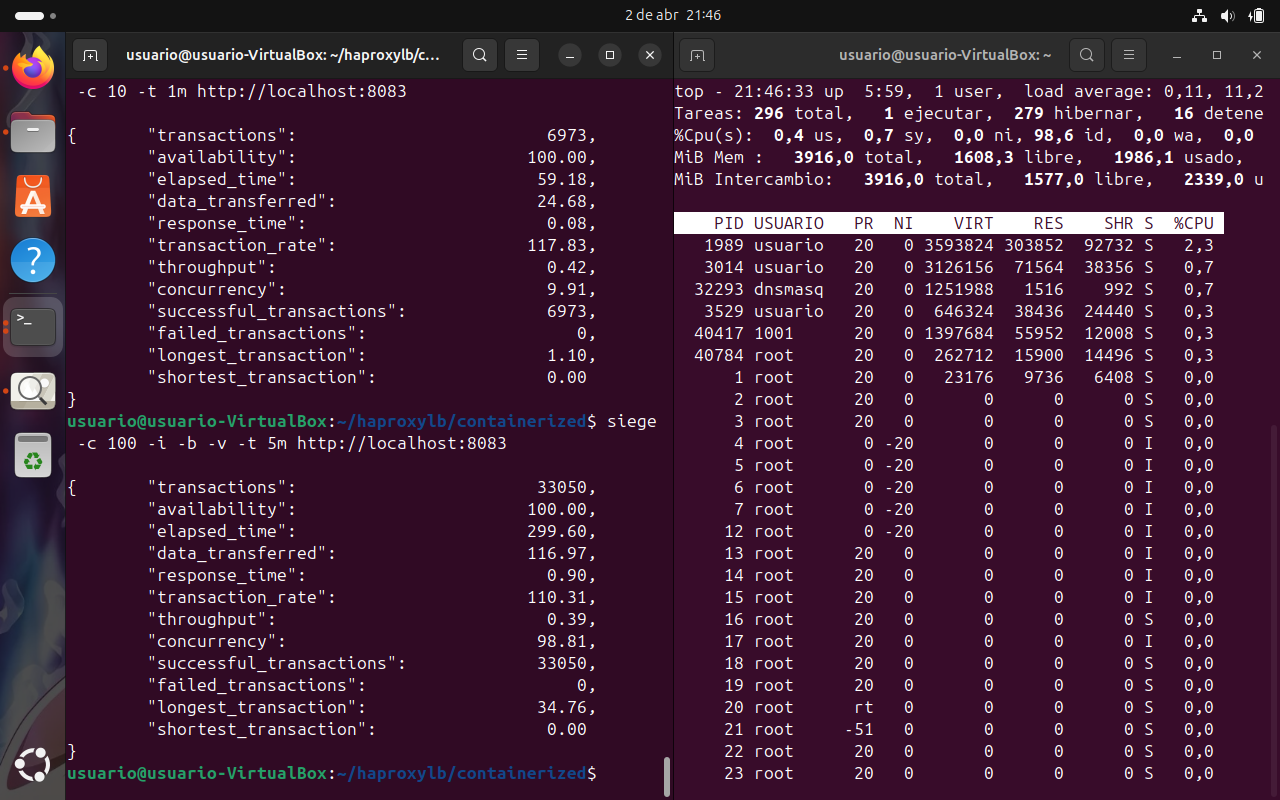 2 de abr 21:46
usuario@usuario-VirtualBox: ~/haproxylb/c...
-c 10 -t 1m http://localhost:8083
{ "transactions": 6973,
"availability": 100.00,
"elapsed_time": 59.18,
"data_transferred": 24.68,
"response_time": 0.08,
"transaction_rate": 117.83,
"throughput": 0.42,
"concurrency": 9.91,
"successful_transactions": 6973,
"failed_transactions": 0,
"longest_transaction": 1.10,
"shortest_transaction": 0.00
}
usuario@usuario-VirtualBox:~/haproxylb/containerized$ siege
-c 100 -i -b -v -t 5m http://localhost:8083
{ "transactions": 33050,
"availability": 100.00,
"elapsed_time": 299.60,
"data_transferred": 116.97,
"response_time": 0.90,
"transaction_rate": 110.31,
"throughput": 0.39,
"concurrency": 98.81,
"successful_transactions": 33050,
"failed_transactions": 0,
"longest_transaction": 34.76,
"shortest_transaction": 0.00
}
usuario@usuario-VirtualBox:~/haproxylb/containerized$
usuario@usuario-VirtualBox: ~
top - 21:46:33 up 5:59, 1 user, load average: 0,11, 11,2
Tareas: 296 total, 1 ejecutar, 279 hibernar, 16 detene
%Cpu(s): 0,4 us, 0,7 sy, 0,0 ni, 98,6 id, 0,0 wa, 0,0
MiB Mem : 3916,0 total, 1608,3 libre, 1986,1 usado,
MiB Intercambio: 3916,0 total, 1577,0 libre, 2339,0 u
PID USUARIO PR NI VIRT RES SHR S %CPU
1989 usuario 20 0 3593824 303852 92732 S 2,3
3014 usuario 20 0 3126156 71564 38356 S 0,7
32293 dnsmasq 20 0 1251988 1516 992 S 0,7
3529 usuario 20 0 646324 38436 24440 S 0,3
40417 1001 20 0 1397684 55952 12008 S 0,3
40784 root 20 0 262712 15900 14496 S 0,3
1 root 20 0 23176 9736 6408 S 0,0
2 root 20 0 0 0 0 S 0,0
3 root 20 0 0 0 0 S 0,0
4 root 0 -20 0 0 0 I 0,0
5 root 0 -20 0 0 0 I 0,0
6 root 0 -20 0 0 0 I 0,0
7 root 0 -20 0 0 0 I 0,0
12 root 0 -20 0 0 0 I 0,0
13 root 20 0 0 0 0 I 0,0
14 root 20 0 0 0 0 I 0,0
15 root 20 0 0 0 0 I 0,0
16 root 20 0 0 0 0 S 0,0
17 root 20 0 0 0 0 I 0,0
18 root 20 0 0 0 0 S 0,0
19 root 20 0 0 0 0 S 0,0
20 root rt 0 0 0 0 S 0,0
21 root -51 0 0 0 0 S 0,0
22 root 20 0 0 0 0 S 0,0
23 root 20 0 0 0 0 S 0,0